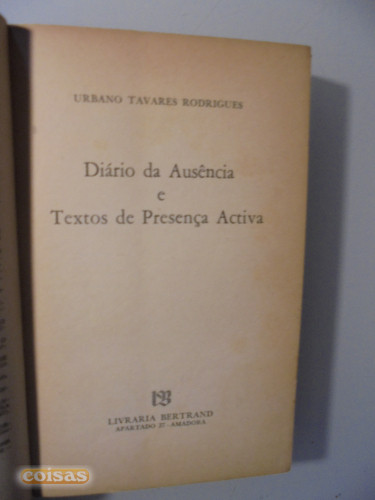 URBANO TAVARES RODRIGUES
Diário da Ausência
e
Textos de Presença Activa
LIVRARIA BERTRAND
APARTADO 37 - AMADORA
coisas